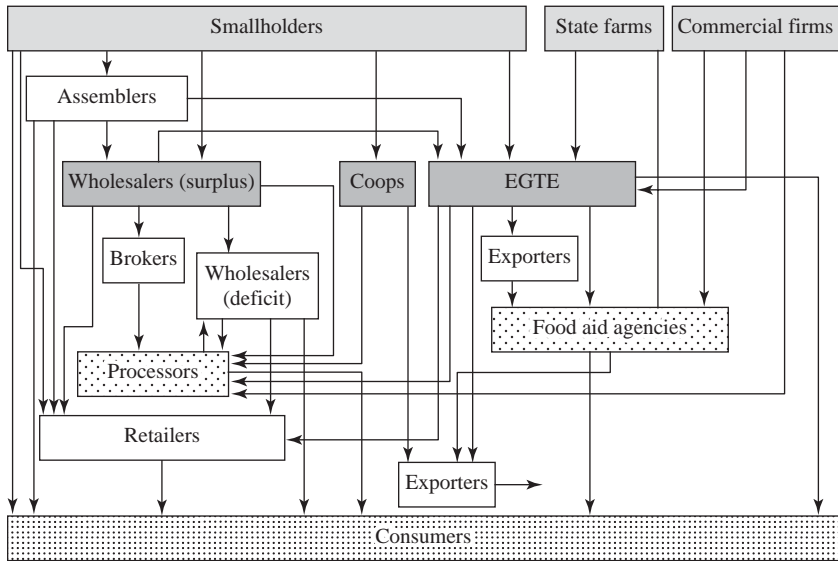 Smallholders
State farms
Commercial firms
Assemblers
Wholesalers (surplus)
Coops
EGTE
Brokers
Wholesalers
(deficit)
Exporters
Food aid agencies
Processors
Retailers
Exporters
Consumers